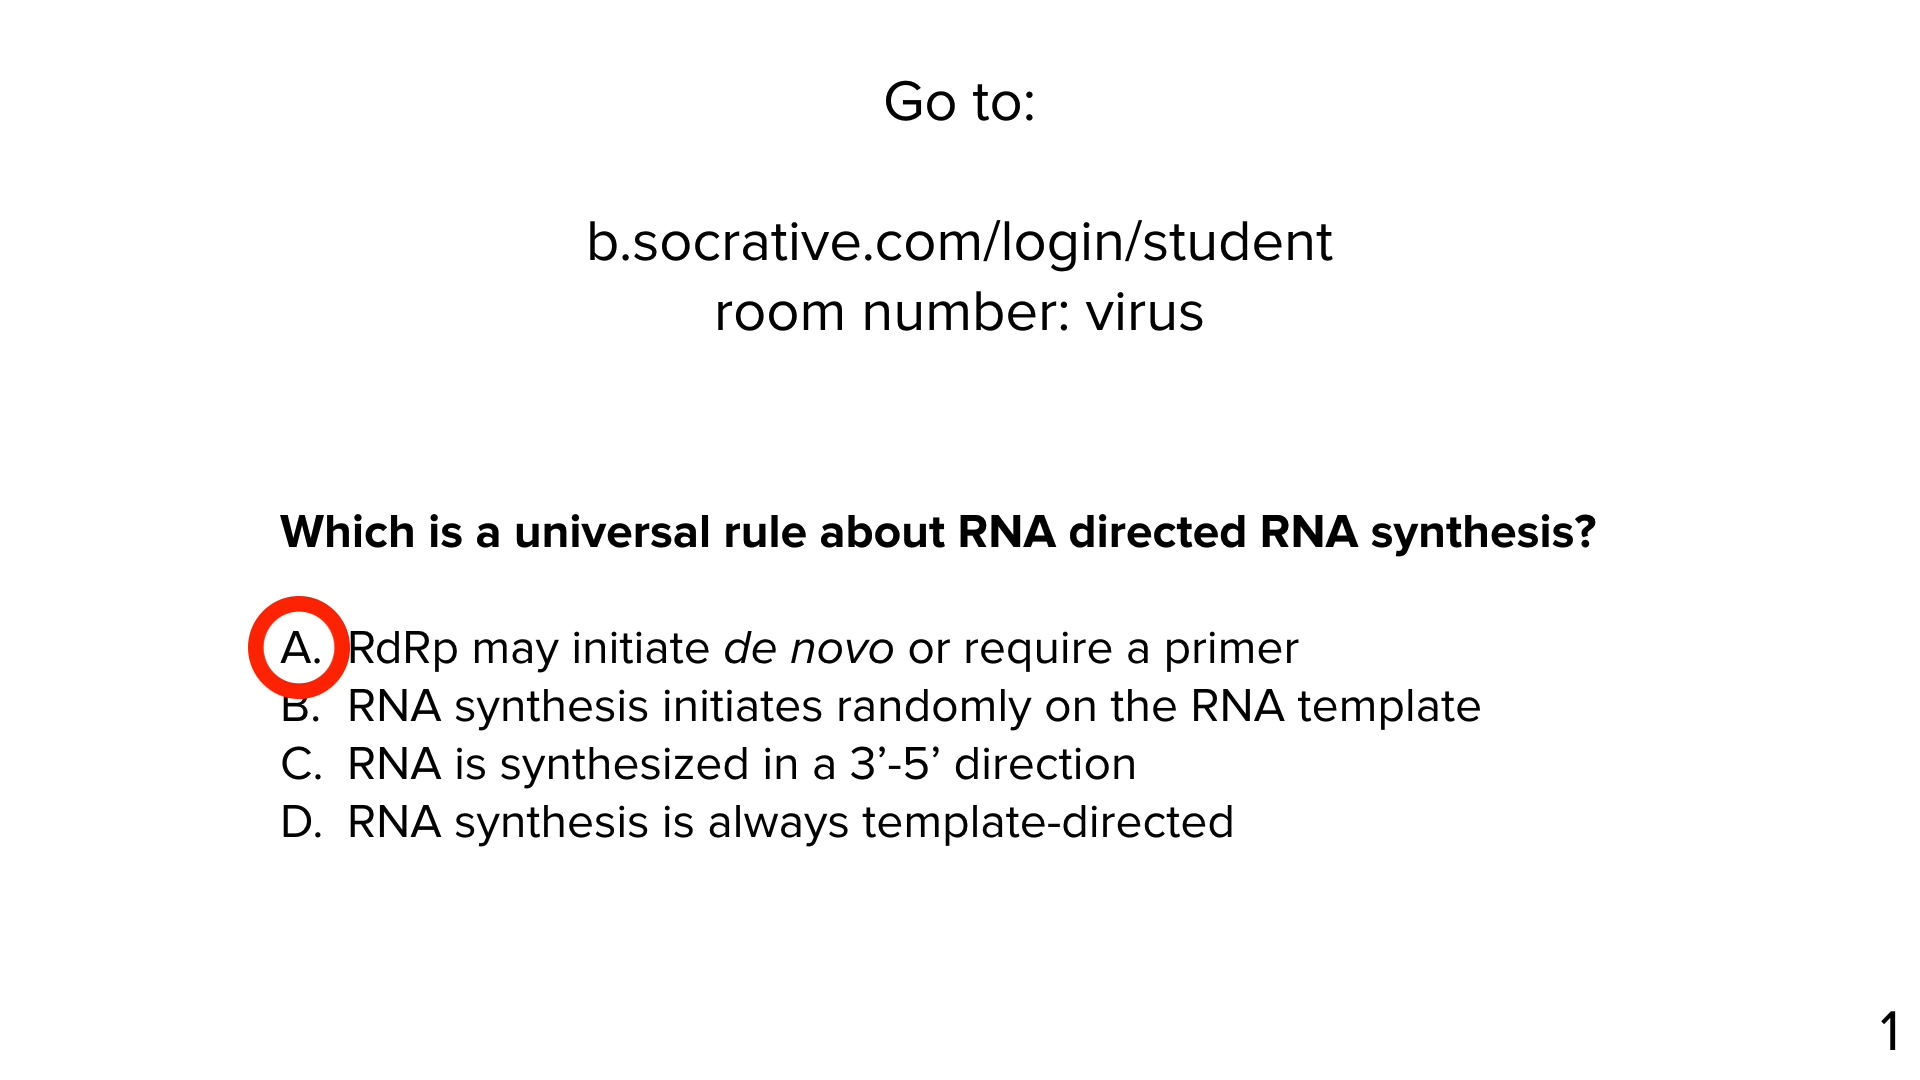 Go to:
b.socrative.com/login/student
room number: virus
Which is a universal rule about RNA directed RNA synthesis?
A. RdRp may initiate de novo or require a primer
B. RNA synthesis initiates randomly on the RNA template
C. RNA is synthesized in a 3’-5’ direction
D. RNA synthesis is always template-directed
1